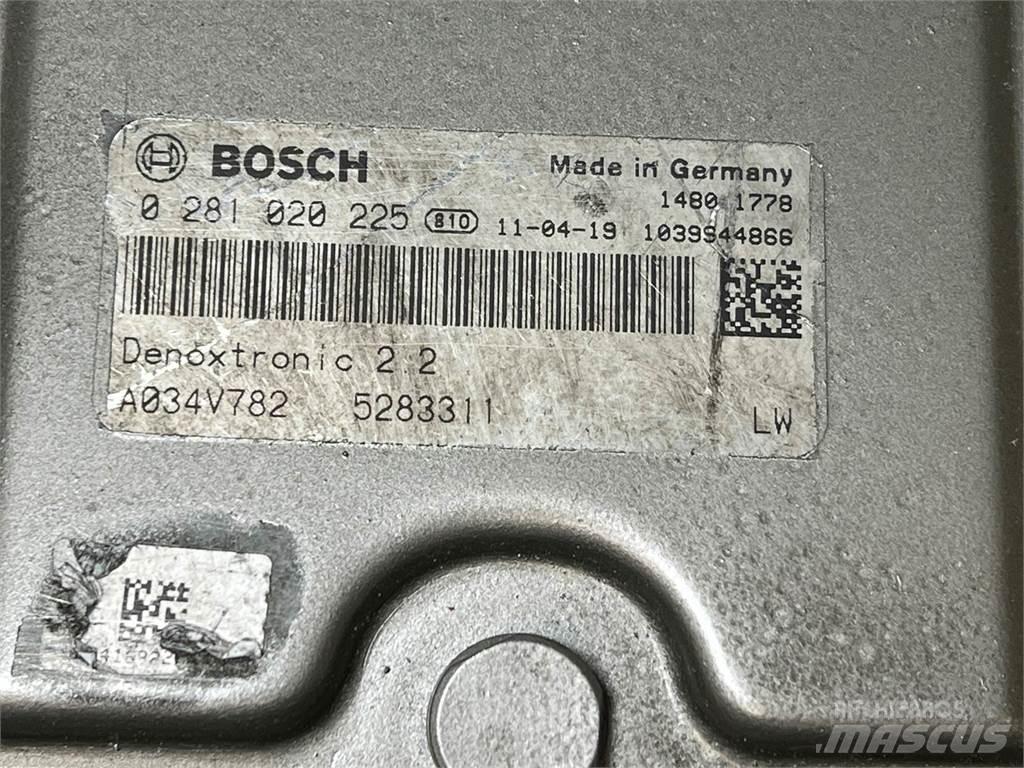 BOSCH Made in Germany
1480 1778
0 281 020 225 810 11-04-19 1039S44866
Denoxtronic 2.2
A034V782 5283311 LW
MASCUS